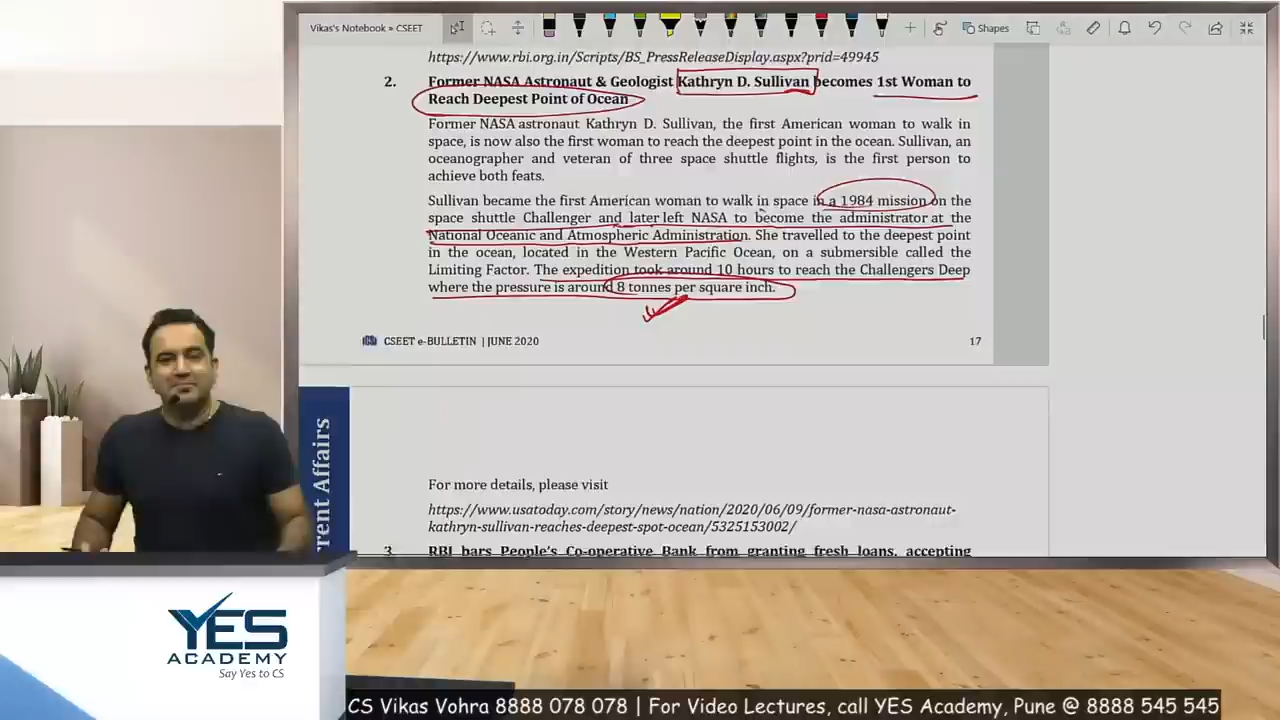 Vikas's Notebook » CSEET
Shapes
https://www.rbi.org.in/Scripts/BS_PressReleaseDisplay.aspx?prid=49945
2. Former NASA Astronaut & Geologist Kathryn D. Sullivan becomes 1st Woman to
Reach Deepest Point of Ocean
Former NASA astronaut Kathryn D. Sullivan, the first American woman to walk in
space, is now also the first woman to reach the deepest point in the ocean. Sullivan, an
oceanographer and veteran of three space shuttle flights, is the first person to
achieve both feats.
Sullivan became the first American woman to walk in space in a 1984 mission on the
space shuttle Challenger and later left NASA to become the administrator at the
National Oceanic and Atmospheric Administration. She travelled to the deepest point
in the ocean, located in the Western Pacific Ocean, on a submersible called the
Limiting Factor. The expedition took around 10 hours to reach the Challengers Deep
where the pressure is around 8 tonnes per square inch.
CSEET e-BULLETIN | JUNE 2020 17
rent Affairs
For more details, please visit
https://www.usatoday.com/story/news/nation/2020/06/09/former-nasa-astronaut-
kathryn-sullivan-reaches-deepest-spot-ocean/5325153002/
3. RBI bars People's Co-operative Bank from granting fresh loans, accepting
YES
ACADEMY
Say Yes to CS
CS Vikas Vohra 8888 078 078 | For Video Lectures, call YES Academy, Pune @ 8888 545 545